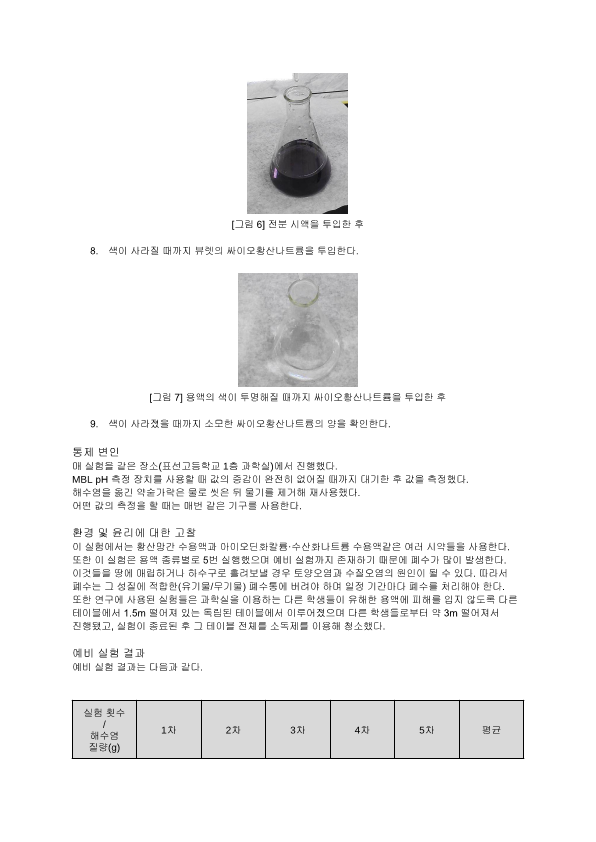 [그림 6] 전분 시액을 투입한 후
8. 색이 사라질 때까지 뷰렛의 싸이오황산나트륨을 투입한다.
[그림 7] 용액의 색이 투명해질 때까지 싸이오황산나트륨을 투입한 후
9. 색이 사라졌을 때까지 소모한 싸이오황산나트륨의 양을 확인한다.
통제 변인
매 실험을 같은 장소(표선고등학교 1층 과학실)에서 진행했다.
MBL pH 측정 장치를 사용할 때 값의 증감이 완전히 없어질 때까지 대기한 후 값을 측정했다.
해수염을 옮긴 약숟가락은 물로 씻은 뒤 물기를 제거해 재사용했다.
어떤 값의 측정을 할 때는 매번 같은 기구를 사용한다.
환경 및 윤리에 대한 고찰
이 실험에서는 황산망간 수용액과 아이오딘화칼륨·수산화나트륨 수용액같은 여러 시약들을 사용한다.
또한 이 실험은 용액 종류별로 5번 실행했으며 예비 실험까지 존재하기 때문에 폐수가 많이 발생한다.
이것들을 땅에 매립하거나 하수구로 흘려보낼 경우 토양오염과 수질오염의 원인이 될 수 있다. 따라서
폐수는 그 성질에 적합한(유기물/무기물) 폐수통에 버려야 하며 일정 기간마다 폐수를 처리해야 한다.
또한 연구에 사용된 실험들은 과학실을 이용하는 다른 학생들이 유해한 용액에 피해를 입지 않도록 다른
테이블에서 1.5m 떨어져 있는 독립된 테이블에서 이루어졌으며 다른 학생들로부터 약 3m 떨어져서
진행됐고, 실험이 종료된 후 그 테이블 전체를 소독제를 이용해 청소했다.
예비 실험 결과
예비 실험 결과는 다음과 같다.
실험 횟수
/
해수염
질량(g)
1차
2차
3차
4차
5차
평균